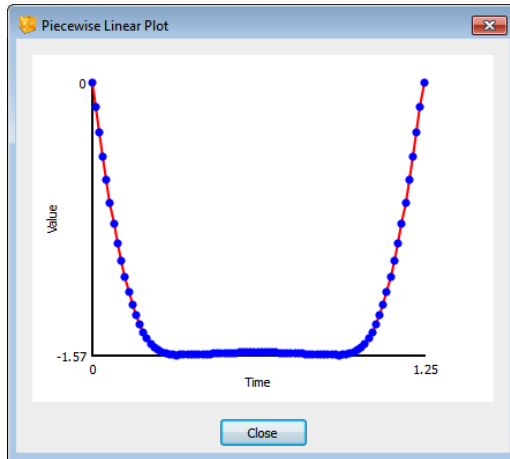 Piecewise Linear Plot
0
Value
-1.57
0
1.25
Time
Close